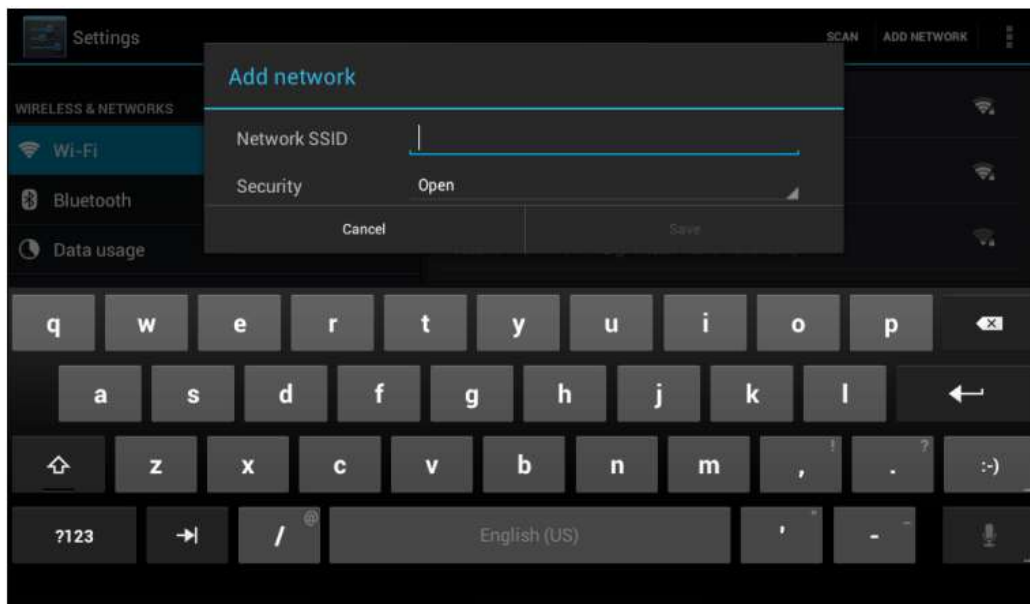 Settings
SCAN ADD NETWORK
Add network
WIRELESS & NETWORKS
Network SSID
Wi-Fi
Security Open
Bluetooth
Cancel Save
Data usage
q w e r t y u i o p
a s d f g h j k l
z x c v b n m , ! . ? :-)
?123 / @ English (US) ' " - _